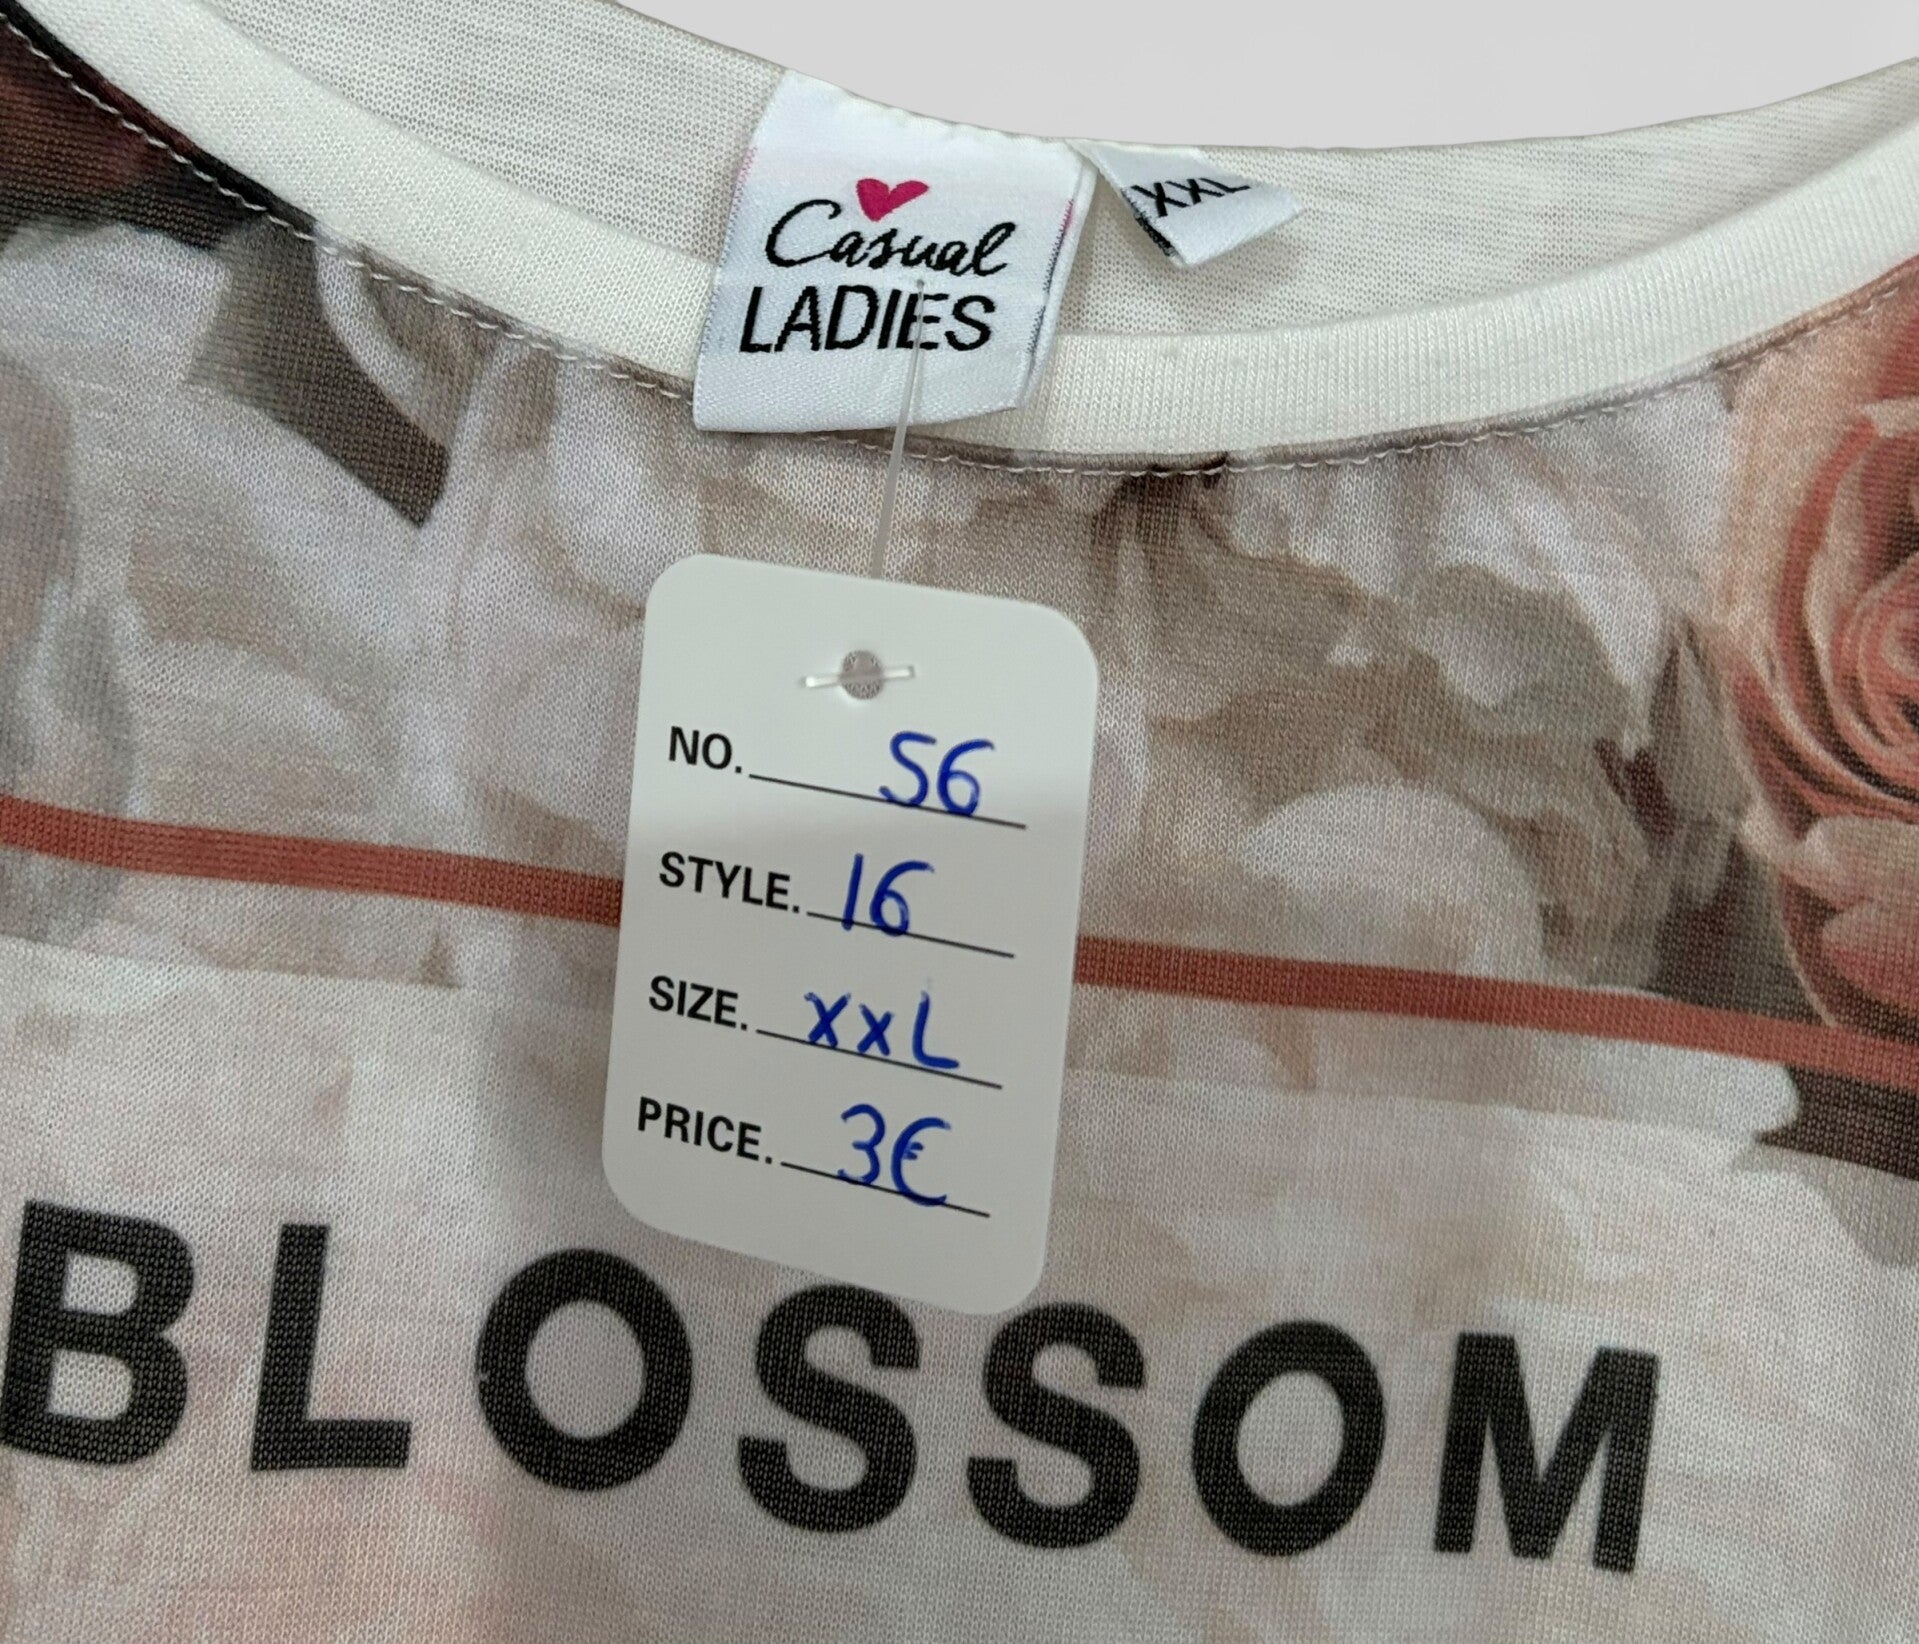 Casual
LADIES
XXL
NO. 56
STYLE. 16
SIZE. XXL
PRICE. 3€
BLOSSOM